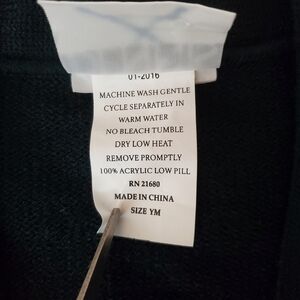 01-2016
MACHINE WASH GENTLE
CYCLE SEPARATELY IN
WARM WATER
NO BLEACH TUMBLE
DRY LOW HEAT
REMOVE PROMPTLY
100% ACRYLIC LOW PILL
RN 21680
MADE IN CHINA
SIZE YM